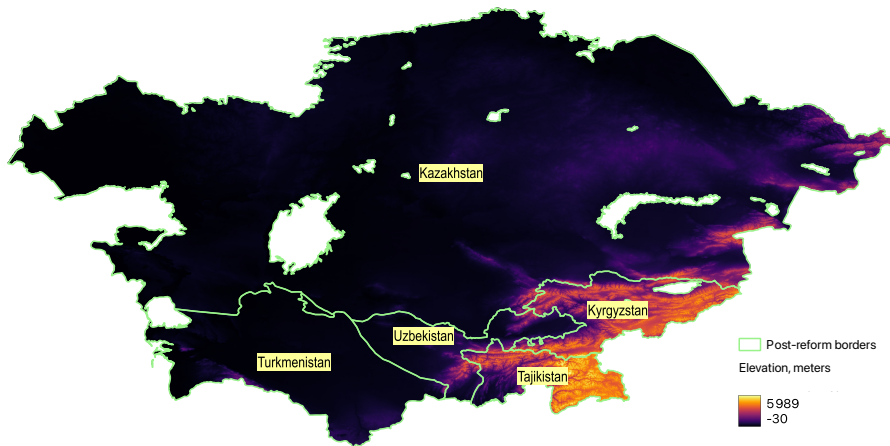 Kazakhstan
Kyrgyzstan
Uzbekistan
Turkmenistan
Tajikistan
Post-reform borders
Elevation, meters
5989
-30